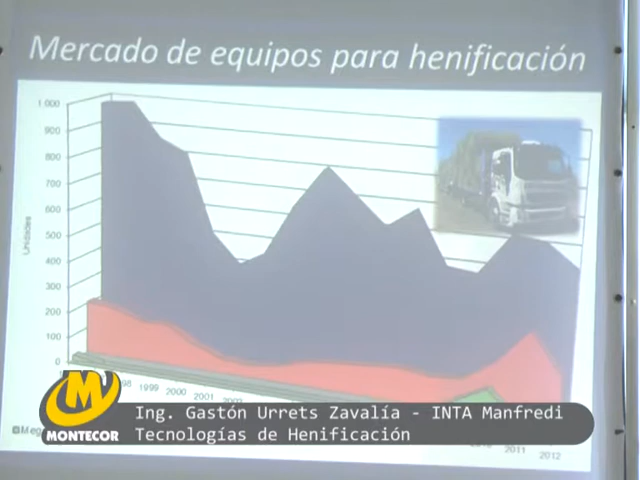 Mercado de equipos para henificación
1.000
900
800
700
600
500
400
300
200
100
0
Unidades
98 1999 2000 2001
2011 2012
MONTECOR
Ing. Gastón Urrets Zavalía - INTA Manfredi
Tecnologías de Henificación